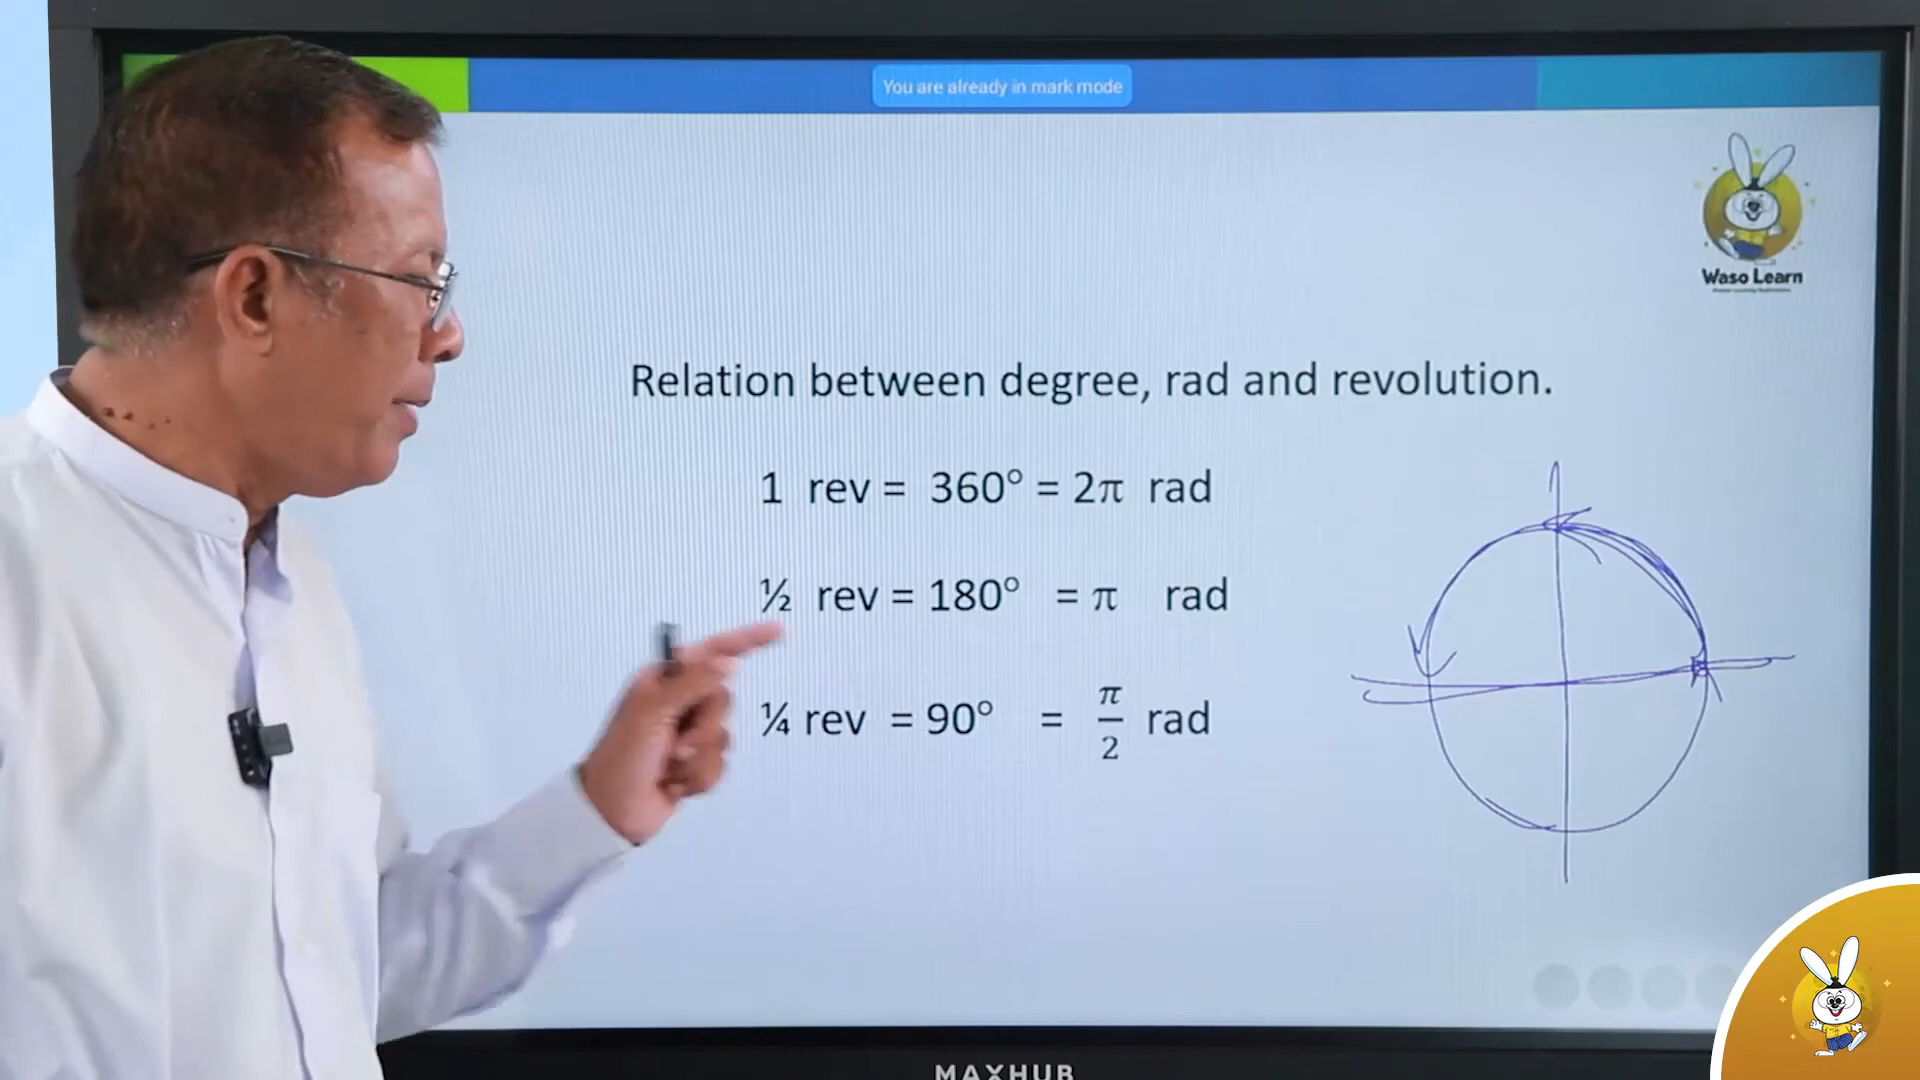 You are already in mark mode
Waso Learn
Relation between degree, rad and revolution.
1 rev = 360° = 2π rad
½ rev = 180° = π rad
¼ rev = 90° = π/2 rad
MAXHUB